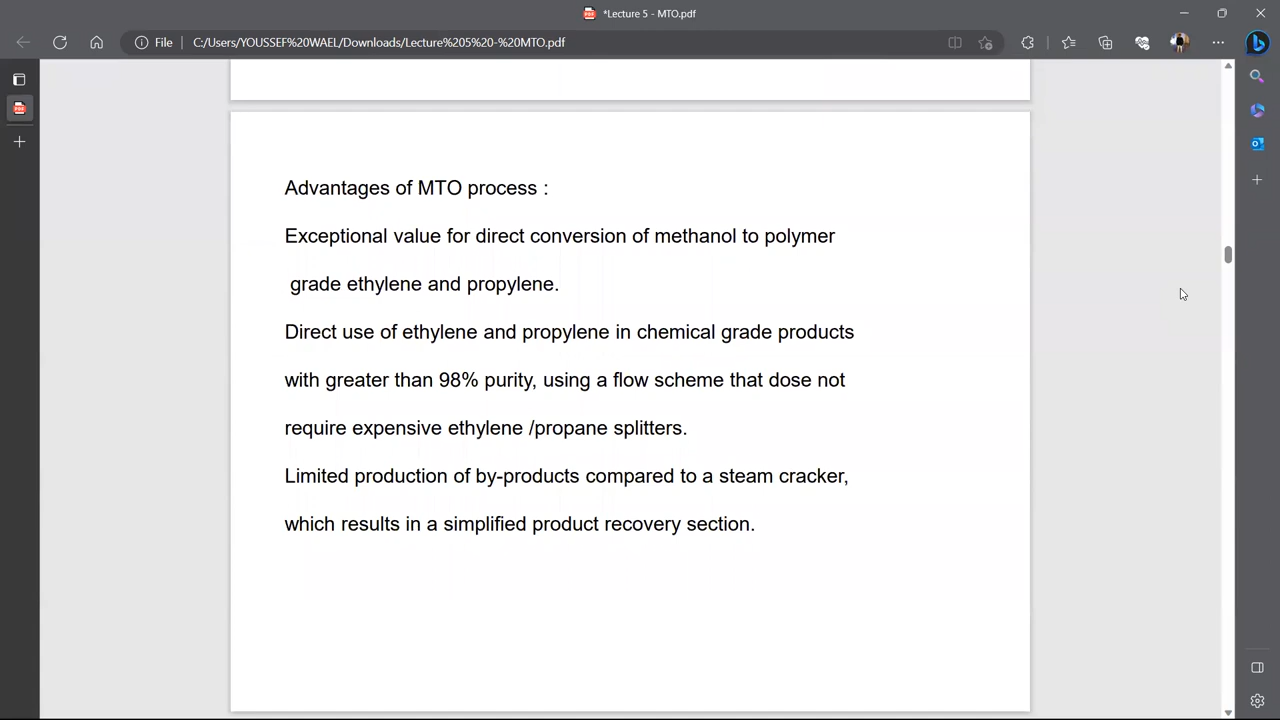 *Lecture 5 - MTO.pdf
File
C:/Users/YOUSSEF%20WAEL/Downloads/Lecture%205%20-%20MTO.pdf
Advantages of MTO process :
Exceptional value for direct conversion of methanol to polymer
grade ethylene and propylene.
Direct use of ethylene and propylene in chemical grade products
with greater than 98% purity, using a flow scheme that dose not
require expensive ethylene /propane splitters.
Limited production of by-products compared to a steam cracker,
which results in a simplified product recovery section.